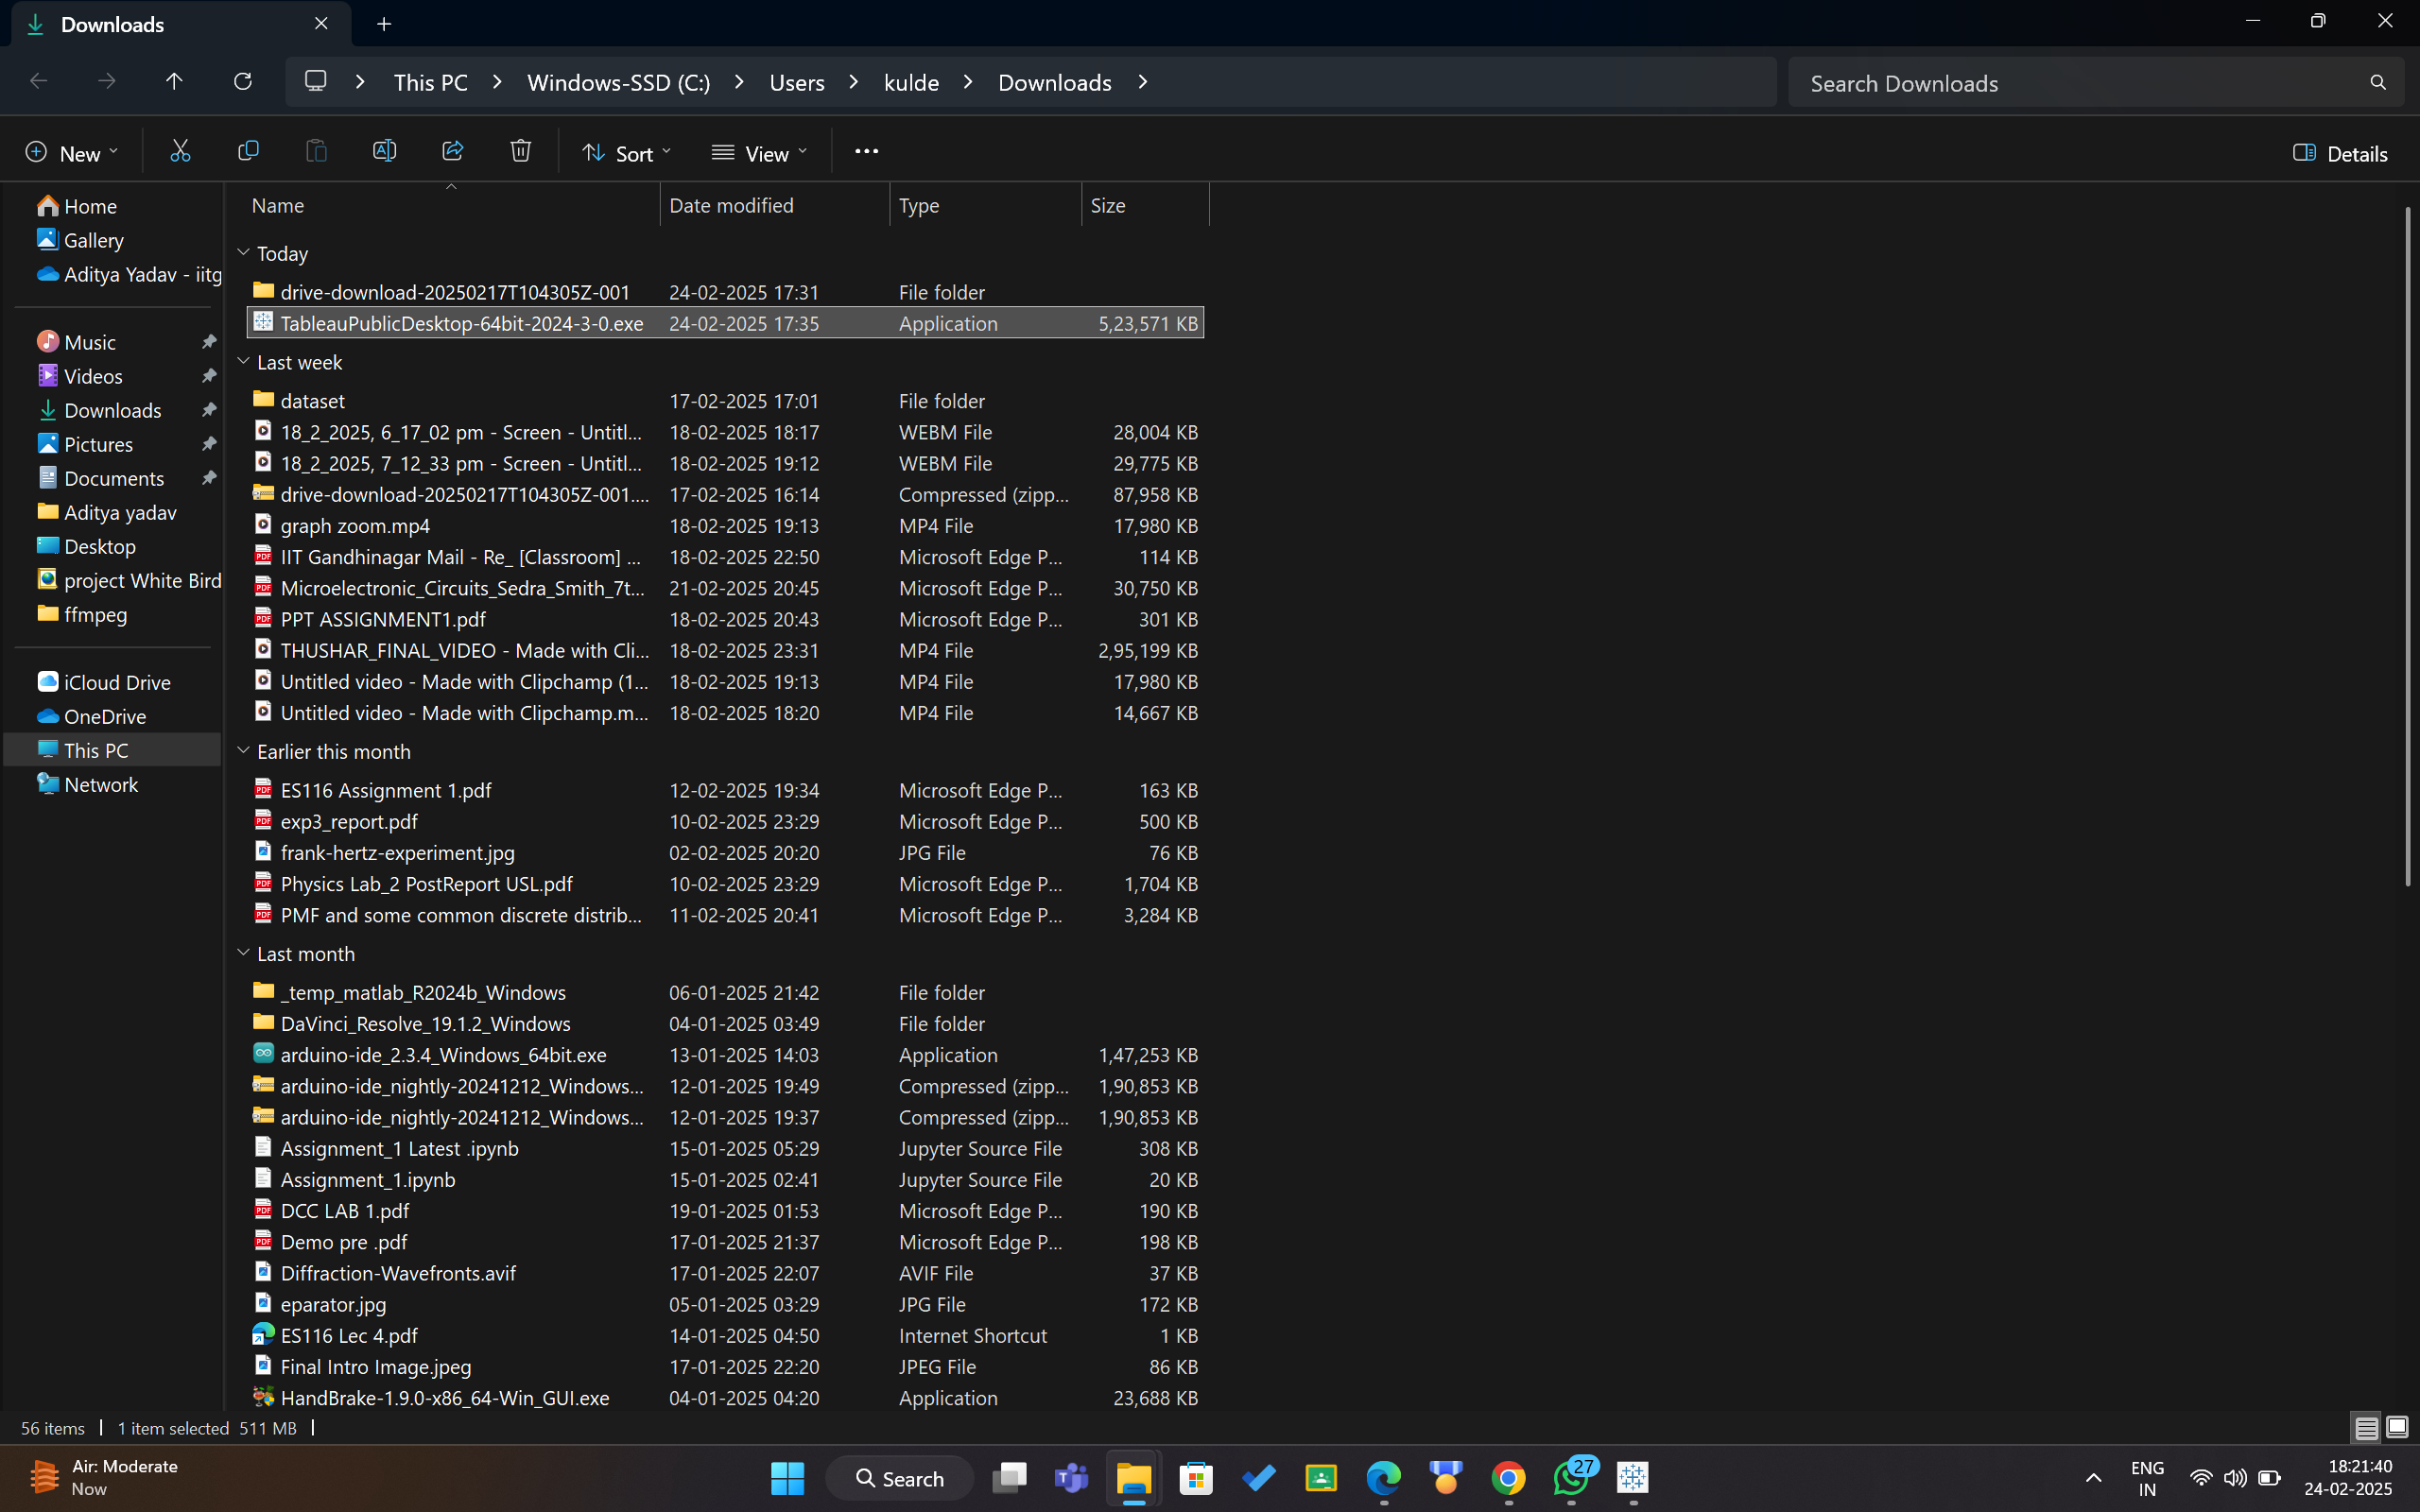 Downloads
This PC > Windows-SSD (C:) > Users > kulde > Downloads >
Search Downloads
New
Sort
View
Details
Home
Gallery
Aditya Yadav - iitg
Music
Videos
Downloads
Pictures
Documents
Aditya yadav
Desktop
project White Bird
ffmpeg
iCloud Drive
OneDrive
This PC
Network
Name Date modified Type Size
Today
drive-download-20250217T104305Z-001 24-02-2025 17:31 File folder
TableauPublicDesktop-64bit-2024-3-0.exe 24-02-2025 17:35 Application 5,23,571 KB
Last week
dataset 17-02-2025 17:01 File folder
18_2_2025, 6_17_02 pm - Screen - Untitl... 18-02-2025 18:17 WEBM File 28,004 KB
18_2_2025, 7_12_33 pm - Screen - Untitl... 18-02-2025 19:12 WEBM File 29,775 KB
drive-download-20250217T104305Z-001.... 17-02-2025 16:14 Compressed (zipp... 87,958 KB
graph zoom.mp4 18-02-2025 19:13 MP4 File 17,980 KB
IIT Gandhinagar Mail - Re_ [Classroom] ... 18-02-2025 22:50 Microsoft Edge P... 114 KB
Microelectronic_Circuits_Sedra_Smith_7t... 21-02-2025 20:45 Microsoft Edge P... 30,750 KB
PPT ASSIGNMENT1.pdf 18-02-2025 20:43 Microsoft Edge P... 301 KB
THUSHAR_FINAL_VIDEO - Made with Cli... 18-02-2025 23:31 MP4 File 2,95,199 KB
Untitled video - Made with Clipchamp (1... 18-02-2025 19:13 MP4 File 17,980 KB
Untitled video - Made with Clipchamp.m... 18-02-2025 18:20 MP4 File 14,667 KB
Earlier this month
ES116 Assignment 1.pdf 12-02-2025 19:34 Microsoft Edge P... 163 KB
exp3_report.pdf 10-02-2025 23:29 Microsoft Edge P... 500 KB
frank-hertz-experiment.jpg 02-02-2025 20:20 JPG File 76 KB
Physics Lab_2 PostReport USL.pdf 10-02-2025 23:29 Microsoft Edge P... 1,704 KB
PMF and some common discrete distrib... 11-02-2025 20:41 Microsoft Edge P... 3,284 KB
Last month
_temp_matlab_R2024b_Windows 06-01-2025 21:42 File folder
DaVinci_Resolve_19.1.2_Windows 04-01-2025 03:49 File folder
arduino-ide_2.3.4_Windows_64bit.exe 13-01-2025 14:03 Application 1,47,253 KB
arduino-ide_nightly-20241212_Windows... 12-01-2025 19:49 Compressed (zipp... 1,90,853 KB
arduino-ide_nightly-20241212_Windows... 12-01-2025 19:37 Compressed (zipp... 1,90,853 KB
Assignment_1 Latest .ipynb 15-01-2025 05:29 Jupyter Source File 308 KB
Assignment_1.ipynb 15-01-2025 02:41 Jupyter Source File 20 KB
DCC LAB 1.pdf 19-01-2025 01:53 Microsoft Edge P... 190 KB
Demo pre .pdf 17-01-2025 21:37 Microsoft Edge P... 198 KB
Diffraction-Wavefronts.avif 17-01-2025 22:07 AVIF File 37 KB
eparator.jpg 05-01-2025 03:29 JPG File 172 KB
ES116 Lec 4.pdf 14-01-2025 04:50 Internet Shortcut 1 KB
Final Intro Image.jpeg 17-01-2025 22:20 JPEG File 86 KB
HandBrake-1.9.0-x86_64-Win_GUI.exe 04-01-2025 04:20 Application 23,688 KB
56 items | 1 item selected 511 MB |
Air: Moderate
Now
Search
27
ENG
IN
18:21:40
24-02-2025